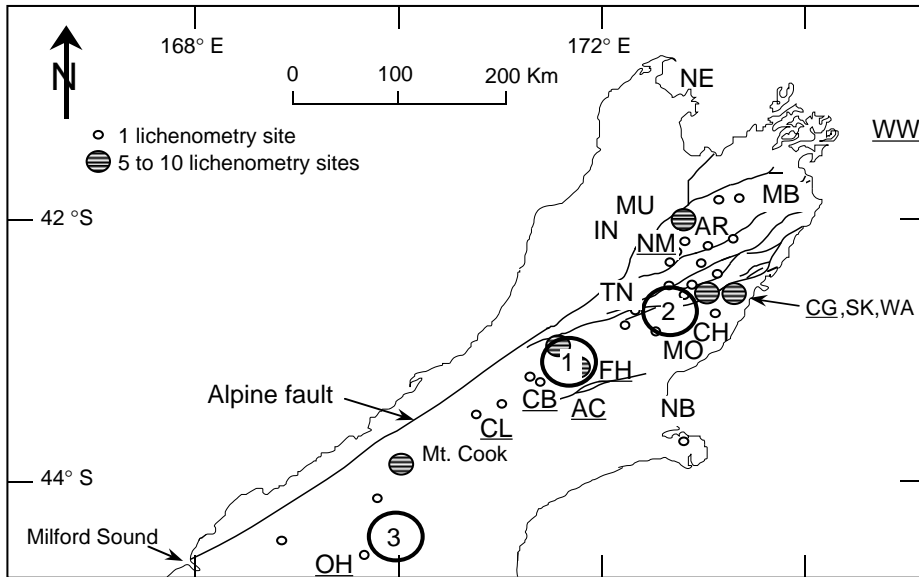 168° E
172° E
N
0 100 200 Km
NE
1 lichenometry site
5 to 10 lichenometry sites
WW
42 °S
MU
MB
IN
AR
NM
TN
2
CG,SK,WA
CH
MO
1
FH
CB
AC
Alpine fault
NB
CL
Mt. Cook
44° S
3
Milford Sound
OH